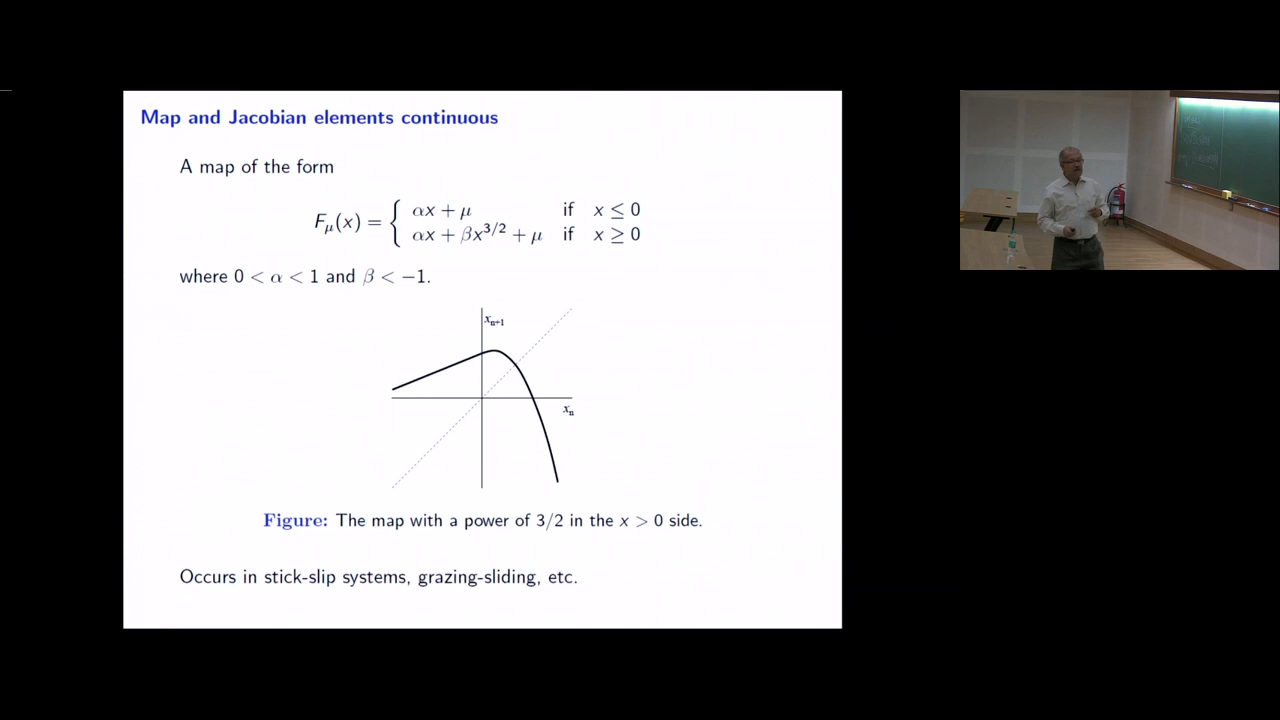 Map and Jacobian elements continuous
A map of the form
F_μ(x) = { αx + μ if x ≤ 0
αx + βx^{3/2} + μ if x ≥ 0
where 0 < α < 1 and β < −1.
x_{n+1}
x_n
Figure: The map with a power of 3/2 in the x > 0 side.
Occurs in stick-slip systems, grazing-sliding, etc.